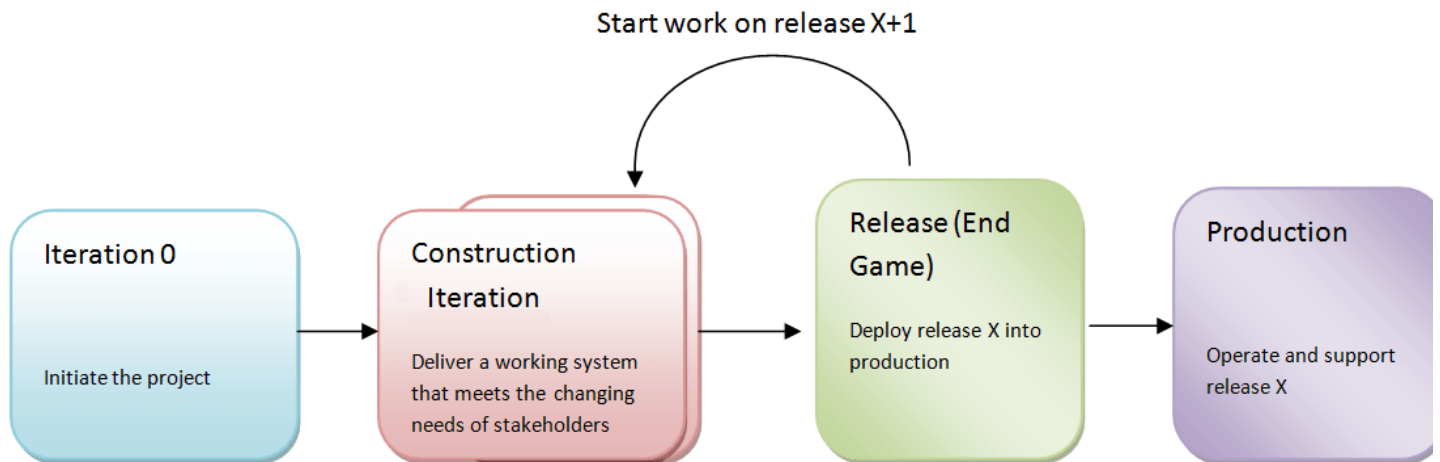 Start work on release X+1
Iteration 0
Initiate the project
Construction
Iteration
Deliver a working system
that meets the changing
needs of stakeholders
Release (End
Game)
Deploy release X into
production
Production
Operate and support
release X